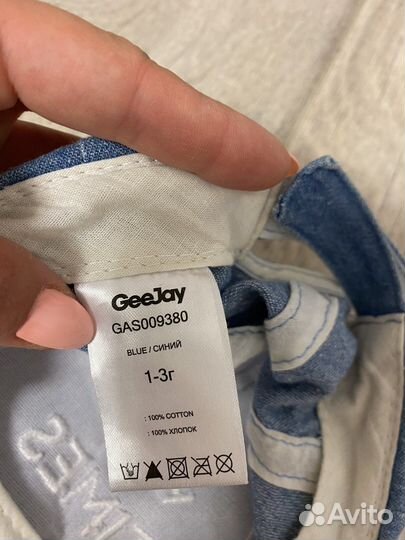 GeeJay
GAS009380
BLUE / СИНИЙ
1-3г
: 100% COTTON
: 100% ХЛОПОК
Avito